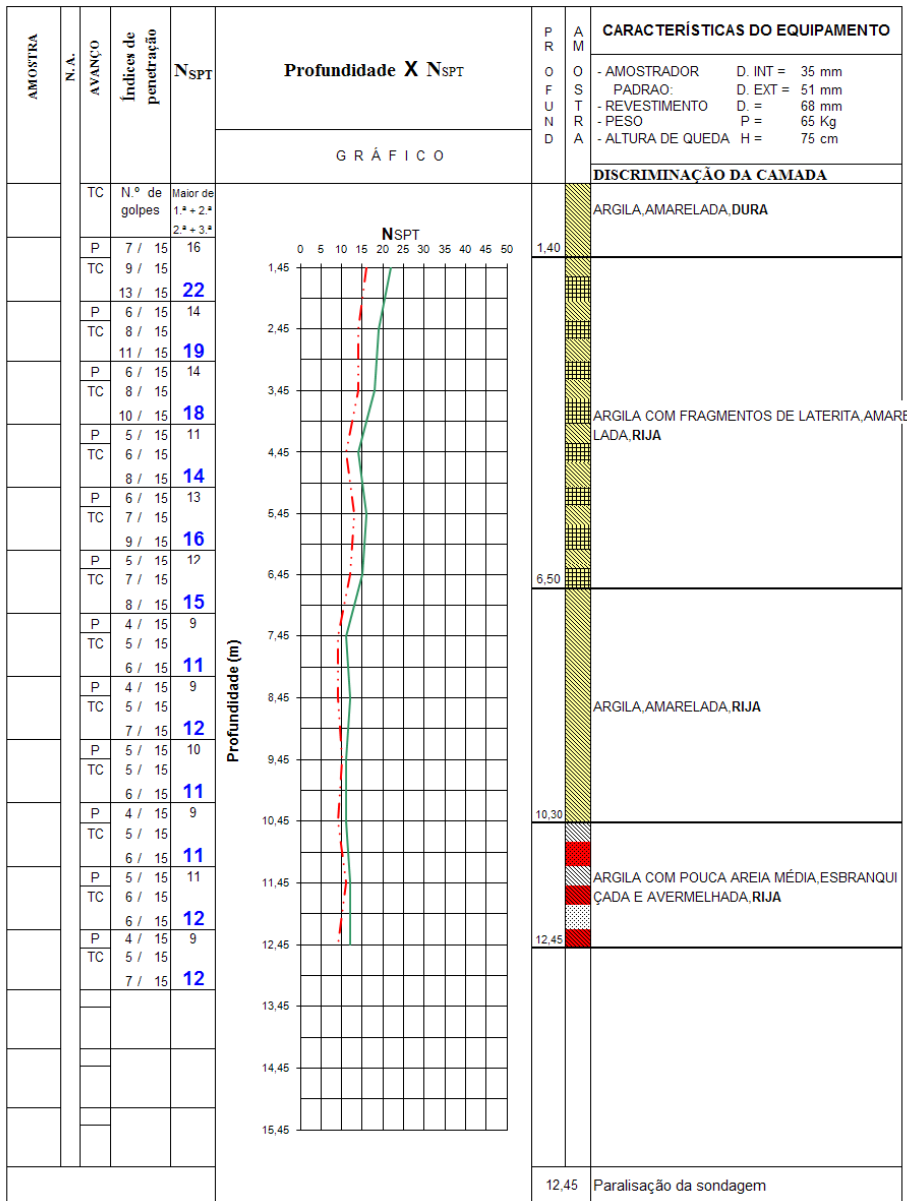 AMOSTRA
N.A.
AVANÇO
Índices de
penetração
NSPT
Profundidade X NSPT
GRÁFICO
PROFUND
AMOSTRA
CARACTERÍSTICAS DO EQUIPAMENTO
- AMOSTRADOR D. INT = 35 mm
PADRAO: D. EXT = 51 mm
- REVESTIMENTO D. = 68 mm
- PESO P = 65 Kg
- ALTURA DE QUEDA H = 75 cm
DISCRIMINAÇÃO DA CAMADA
TC N.º de Maior de
golpes 1.ª + 2.ª
2.ª + 3.ª
P 7 / 15 16
TC 9 / 15
13 / 15 22
P 6 / 15 14
TC 8 / 15
11 / 15 19
P 6 / 15 14
TC 8 / 15
10 / 15 18
P 5 / 15 11
TC 6 / 15
8 / 15 14
P 6 / 15 13
TC 7 / 15
9 / 15 16
P 5 / 15 12
TC 7 / 15
8 / 15 15
P 4 / 15 9
TC 5 / 15
6 / 15 11
P 4 / 15 9
TC 5 / 15
7 / 15 12
P 5 / 15 10
TC 5 / 15
6 / 15 11
P 4 / 15 9
TC 5 / 15
6 / 15 11
P 5 / 15 11
TC 6 / 15
6 / 15 12
P 4 / 15 9
TC 5 / 15
7 / 15 12
NSPT
0 5 10 15 20 25 30 35 40 45 50
Profundidade (m)
1,45
2,45
3,45
4,45
5,45
6,45
7,45
8,45
9,45
10,45
11,45
12,45
13,45
14,45
15,45
ARGILA,AMARELADA,DURA
1,40
ARGILA COM FRAGMENTOS DE LATERITA,AMARE
LADA,RIJA
6,50
ARGILA,AMARELADA,RIJA
10,30
ARGILA COM POUCA AREIA MÉDIA,ESBRANQUI
ÇADA E AVERMELHADA,RIJA
12,45
12,45 Paralisação da sondagem